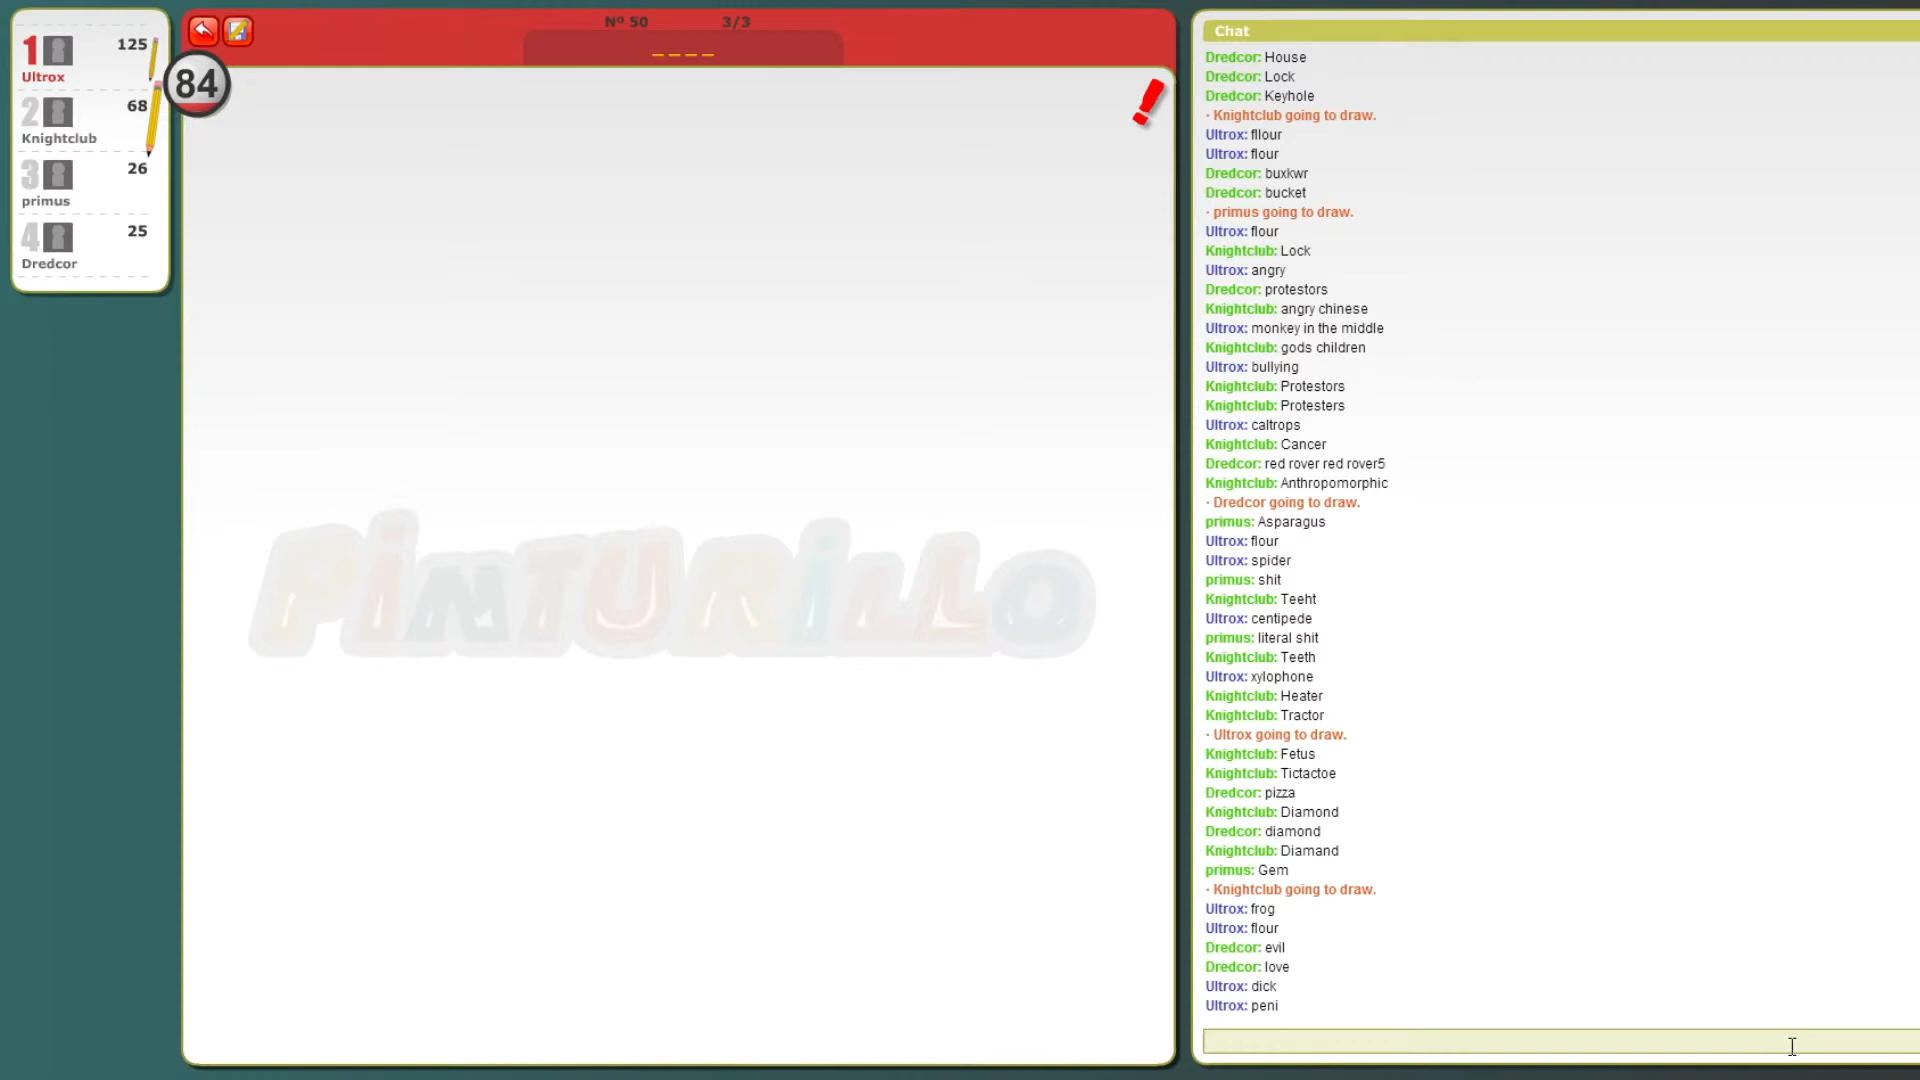 1 125
Ultrox
2 68
Knightclub
3 26
primus
4 25
Dredcor
84
Nº 50 3/3
_ _ _ _
PiNTURiLLO
Chat
Dredcor: House
Dredcor: Lock
Dredcor: Keyhole
· Knightclub going to draw.
Ultrox: fllour
Ultrox: flour
Dredcor: buxkwr
Dredcor: bucket
· primus going to draw.
Ultrox: flour
Knightclub: Lock
Ultrox: angry
Dredcor: protestors
Knightclub: angry chinese
Ultrox: monkey in the middle
Knightclub: gods children
Ultrox: bullying
Knightclub: Protestors
Knightclub: Protesters
Ultrox: caltrops
Knightclub: Cancer
Dredcor: red rover red rover5
Knightclub: Anthropomorphic
· Dredcor going to draw.
primus: Asparagus
Ultrox: flour
Ultrox: spider
primus: shit
Knightclub: Teeht
Ultrox: centipede
primus: literal shit
Knightclub: Teeth
Ultrox: xylophone
Knightclub: Heater
Knightclub: Tractor
· Ultrox going to draw.
Knightclub: Fetus
Knightclub: Tictactoe
Dredcor: pizza
Knightclub: Diamond
Dredcor: diamond
Knightclub: Diamand
primus: Gem
· Knightclub going to draw.
Ultrox: frog
Ultrox: flour
Dredcor: evil
Dredcor: love
Ultrox: dick
Ultrox: peni